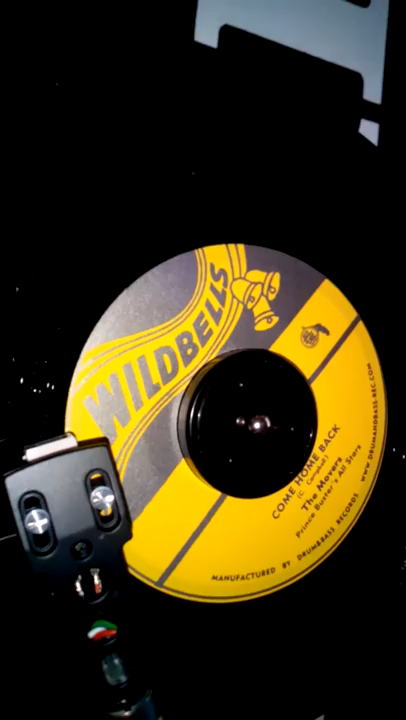 WILDBELLS
COME HOME BACK
(C. Campbell)
The Movers
Prince Buster's All Stars
MANUFACTURED BY DRUM&BASS RECORDS WWW.DRUMANDBASS-REC.COM